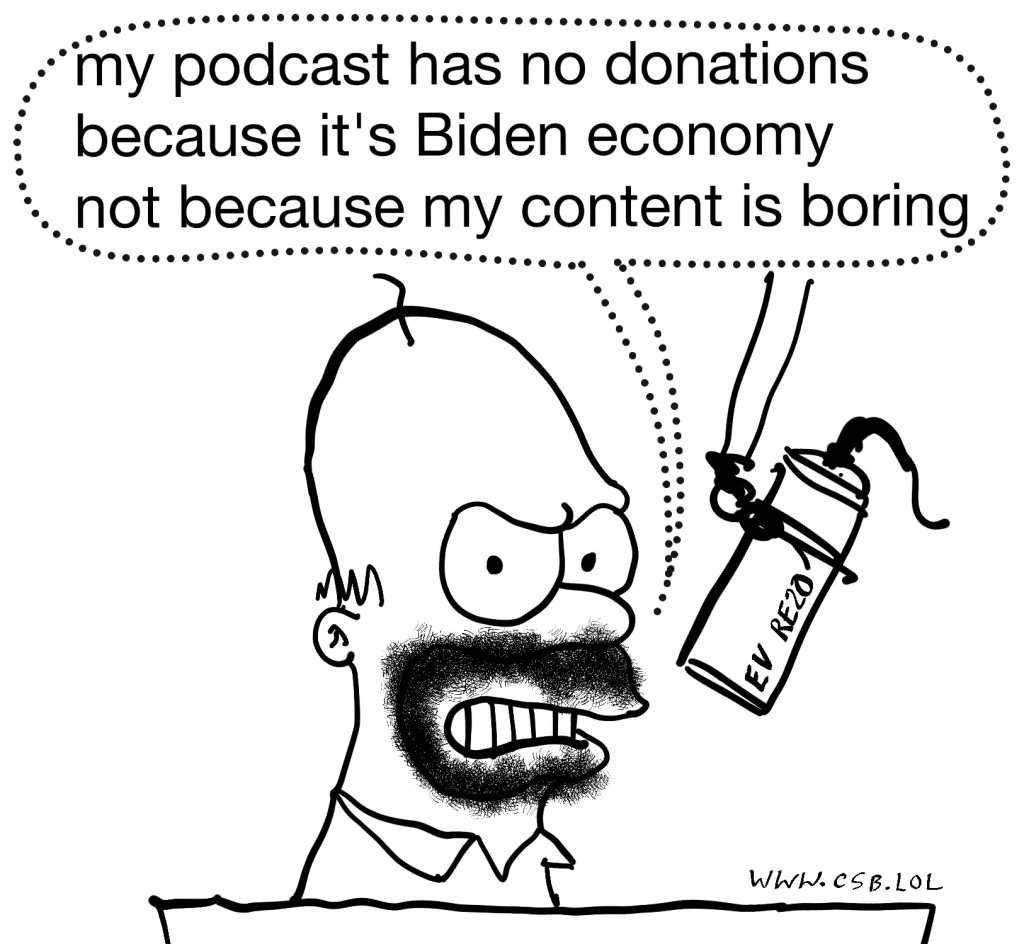 my podcast has no donations
because it's Biden economy
not because my content is boring
EV RE20
WWW.CSB.LOL